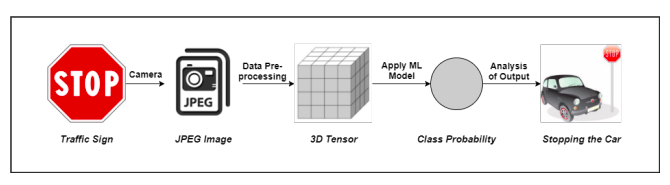 STOP
Camera
JPEG
Data Pre-
processing
Apply ML
Model
Analysis
of Output
STOP
Traffic Sign
JPEG Image
3D Tensor
Class Probability
Stopping the Car